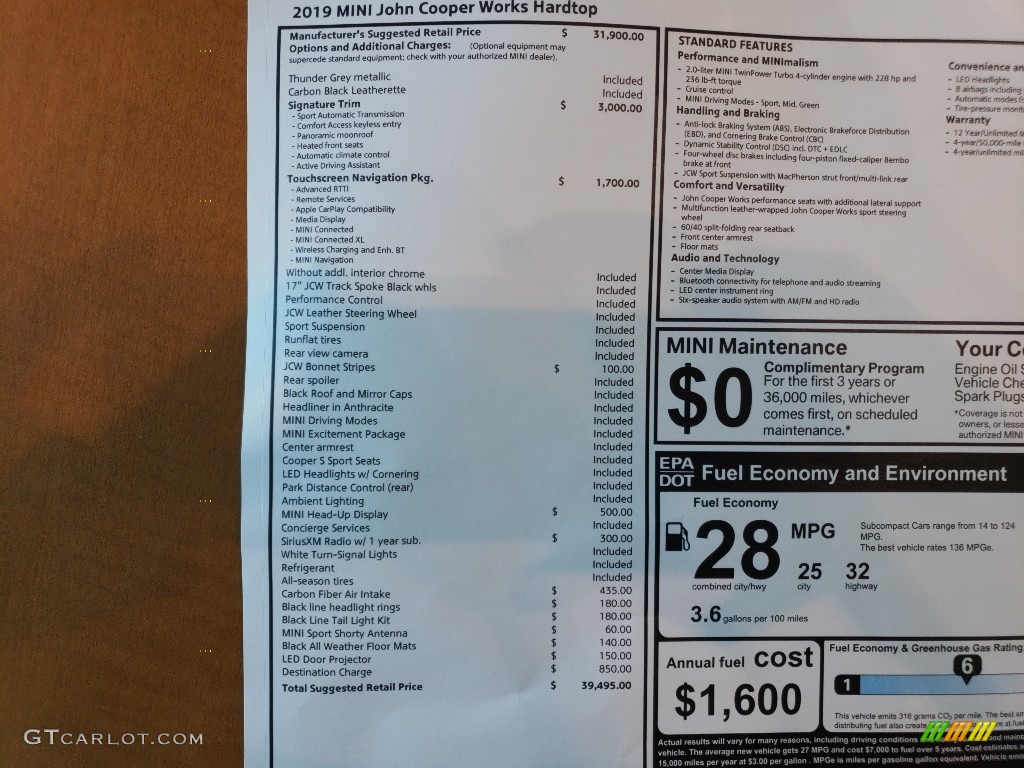 2019 MINI John Cooper Works Hardtop
Manufacturer's Suggested Retail Price $ 31,900.00
Options and Additional Charges: (Optional equipment may
supercede standard equipment; check with your authorized MINI dealer).
Thunder Grey metallic Included
Carbon Black Leatherette Included
Signature Trim $ 3,000.00
- Sport Automatic Transmission
- Comfort Access keyless entry
- Panoramic moonroof
- Heated front seats
- Automatic climate control
- Active Driving Assistant
Touchscreen Navigation Pkg. $ 1,700.00
- Advanced RTTI
- Remote Services
- Apple CarPlay Compatibility
- Media Display
- MINI Connected
- MINI Connected XL
- Wireless Charging and Enh. BT
- MINI Navigation
Without addl. interior chrome Included
17" JCW Track Spoke Black whls Included
Performance Control Included
JCW Leather Steering Wheel Included
Sport Suspension Included
Runflat tires Included
Rear view camera Included
JCW Bonnet Stripes $ 100.00
Rear spoiler Included
Black Roof and Mirror Caps Included
Headliner in Anthracite Included
MINI Driving Modes Included
MINI Excitement Package Included
Center armrest Included
Cooper S Sport Seats Included
LED Headlights w/ Cornering Included
Park Distance Control (rear) Included
Ambient Lighting Included
MINI Head-Up Display $ 500.00
Concierge Services Included
SiriusXM Radio w/ 1 year sub. $ 300.00
White Turn-Signal Lights Included
Refrigerant Included
All-season tires Included
Carbon Fiber Air Intake $ 435.00
Black line headlight rings $ 180.00
Black Line Tail Light Kit $ 180.00
MINI Sport Shorty Antenna $ 60.00
Black All Weather Floor Mats $ 140.00
LED Door Projector $ 150.00
Destination Charge $ 850.00
Total Suggested Retail Price $ 39,495.00
STANDARD FEATURES
Performance and MINImalism
- 2.0-liter MINI TwinPower Turbo 4-cylinder engine with 228 hp and
236 lb-ft torque
- Cruise control
- MINI Driving Modes - Sport, Mid, Green
Handling and Braking
- Anti-lock Braking System (ABS), Electronic Brakeforce Distribution
(EBD), and Cornering Brake Control (CBC)
- Dynamic Stability Control (DSC) incl. DTC + EDLC
- Four-wheel disc brakes including four-piston fixed-caliper Bembo
brake at front
- JCW Sport Suspension with MacPherson strut front/multi-link rear
Comfort and Versatility
- John Cooper Works performance seats with additional lateral support
- Multifunction leather-wrapped John Cooper Works sport steering
wheel
- 60/40 split-folding rear seatback
- Front center armrest
- Floor mats
Audio and Technology
- Center Media Display
- Bluetooth connectivity for telephone and audio streaming
- LED center instrument ring
- Six-speaker audio system with AM/FM and HD radio
Convenience an
- LED Headlights
- 8 airbags including
- Automatic modes fo
- Tire-pressure monit
Warranty
- 12 Year/Unlimited M
- 4-year/50,000-mile
- 4-year/unlimited mil
MINI Maintenance
$0
Complimentary Program
For the first 3 years or
36,000 miles, whichever
comes first, on scheduled
maintenance.*
Your Co
Engine Oil S
Vehicle Che
Spark Plugs
*Coverage is not
owners, or lesse
authorized MINI
EPA
DOT
Fuel Economy and Environment
Fuel Economy
28 MPG
combined city/hwy
25 city
32 highway
3.6 gallons per 100 miles
Subcompact Cars range from 14 to 124
MPG.
The best vehicle rates 136 MPGe.
Annual fuel cost
$1,600
Fuel Economy & Greenhouse Gas Rating
1
6
This vehicle emits 316 grams CO2 per mile. The best em
distributing fuel also create
Actual results will vary for many reasons, including driving conditions and maint
vehicle. The average new vehicle gets 27 MPG and cost $7,000 to fuel over 5 years. Cost estimates a
15,000 miles per year at $3.00 per gallon. MPGe is miles per gasoline gallon equivalent. Vehicle emis
GTCARLOT.COM